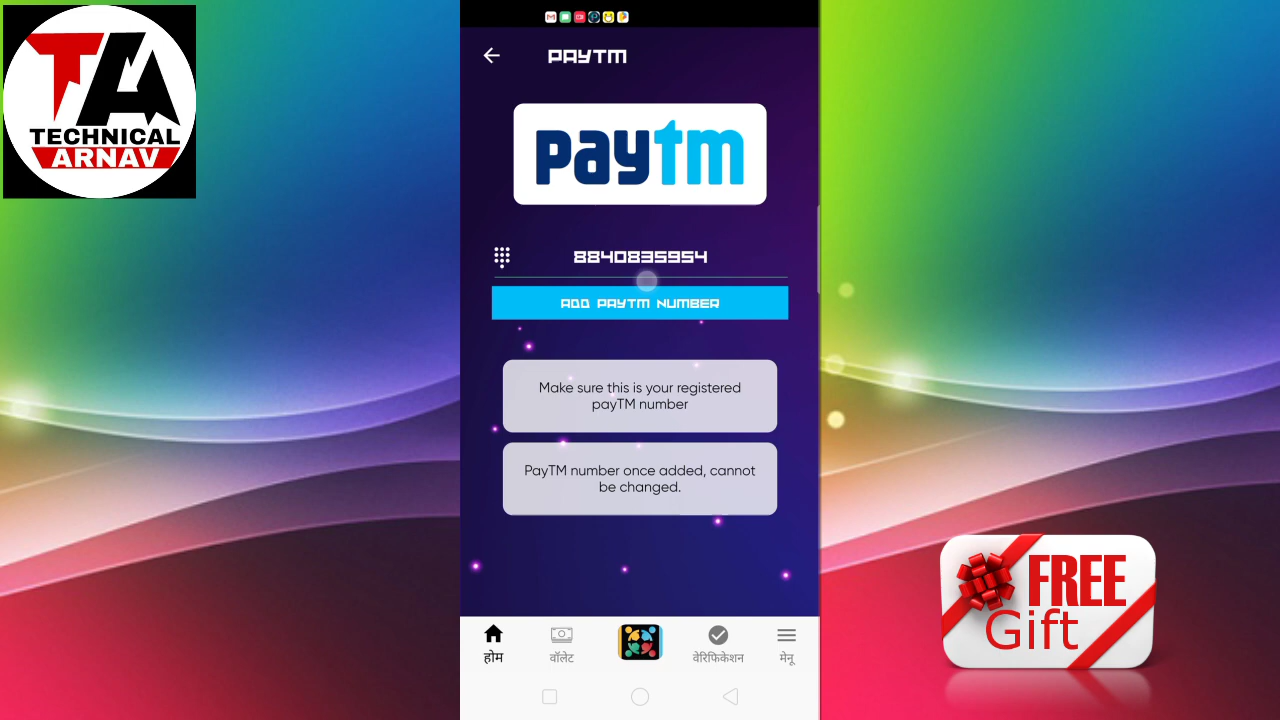 TA
TECHNICAL
ARNAV
PAYTM
paytm
8840835954
ADD PAYTM NUMBER
Make sure this is your registered
payTM number
PayTM number once added, cannot
be changed.
होम
वॉलेट
वेरिफिकेशन
मेनू
FREE
Gift